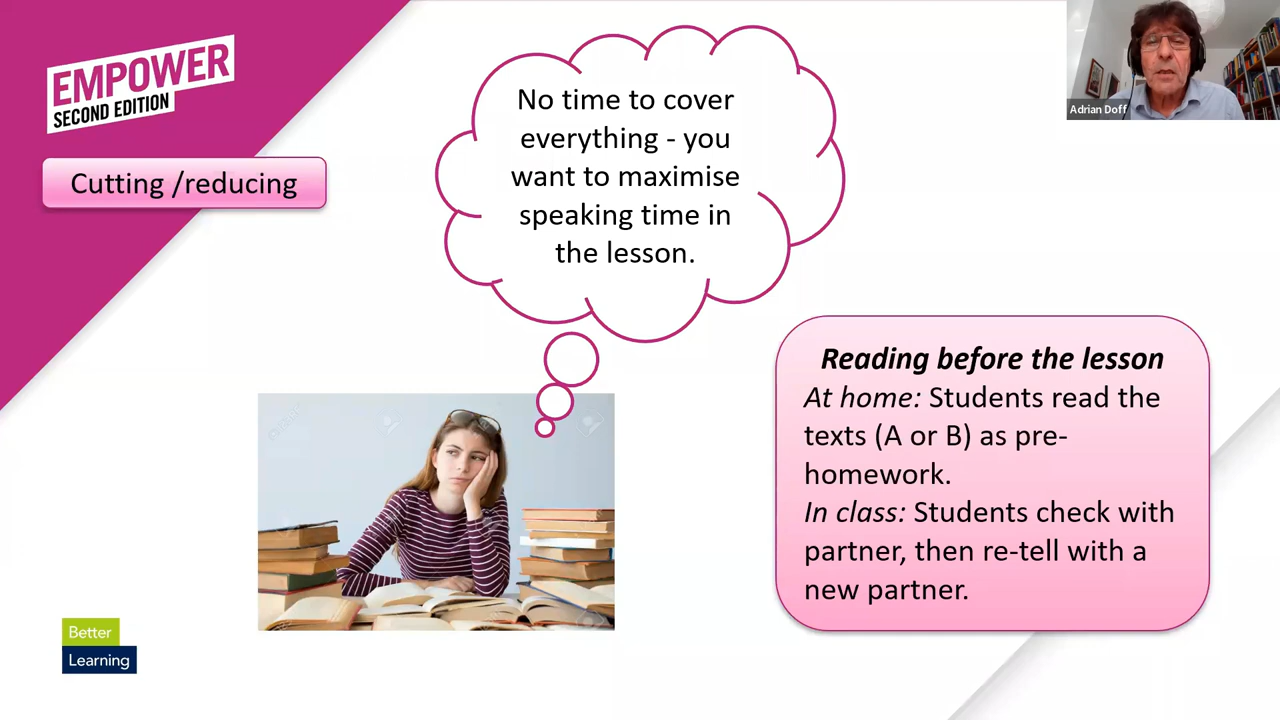 EMPOWER
SECOND EDITION
Cutting /reducing
No time to cover
everything - you
want to maximise
speaking time in
the lesson.
Adrian Doff
Reading before the lesson
At home: Students read the
texts (A or B) as pre-
homework.
In class: Students check with
partner, then re-tell with a
new partner.
Better
Learning